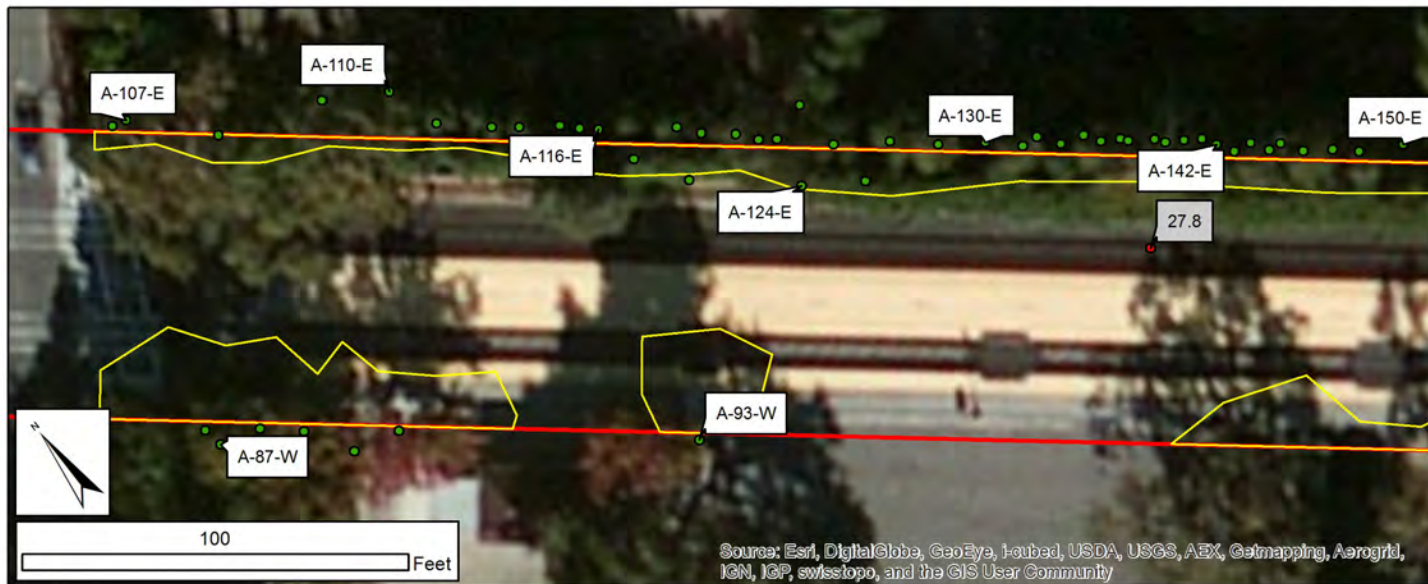 A-107-E
A-110-E
A-116-E
A-124-E
A-130-E
A-142-E
A-150-E
27.8
A-87-W
A-93-W
N
100
Feet
Source: Esri, DigitalGlobe, GeoEye, i-cubed, USDA, USGS, AEX, Getmapping, Aerogrid,
IGN, IGP, swisstopo, and the GIS User Community